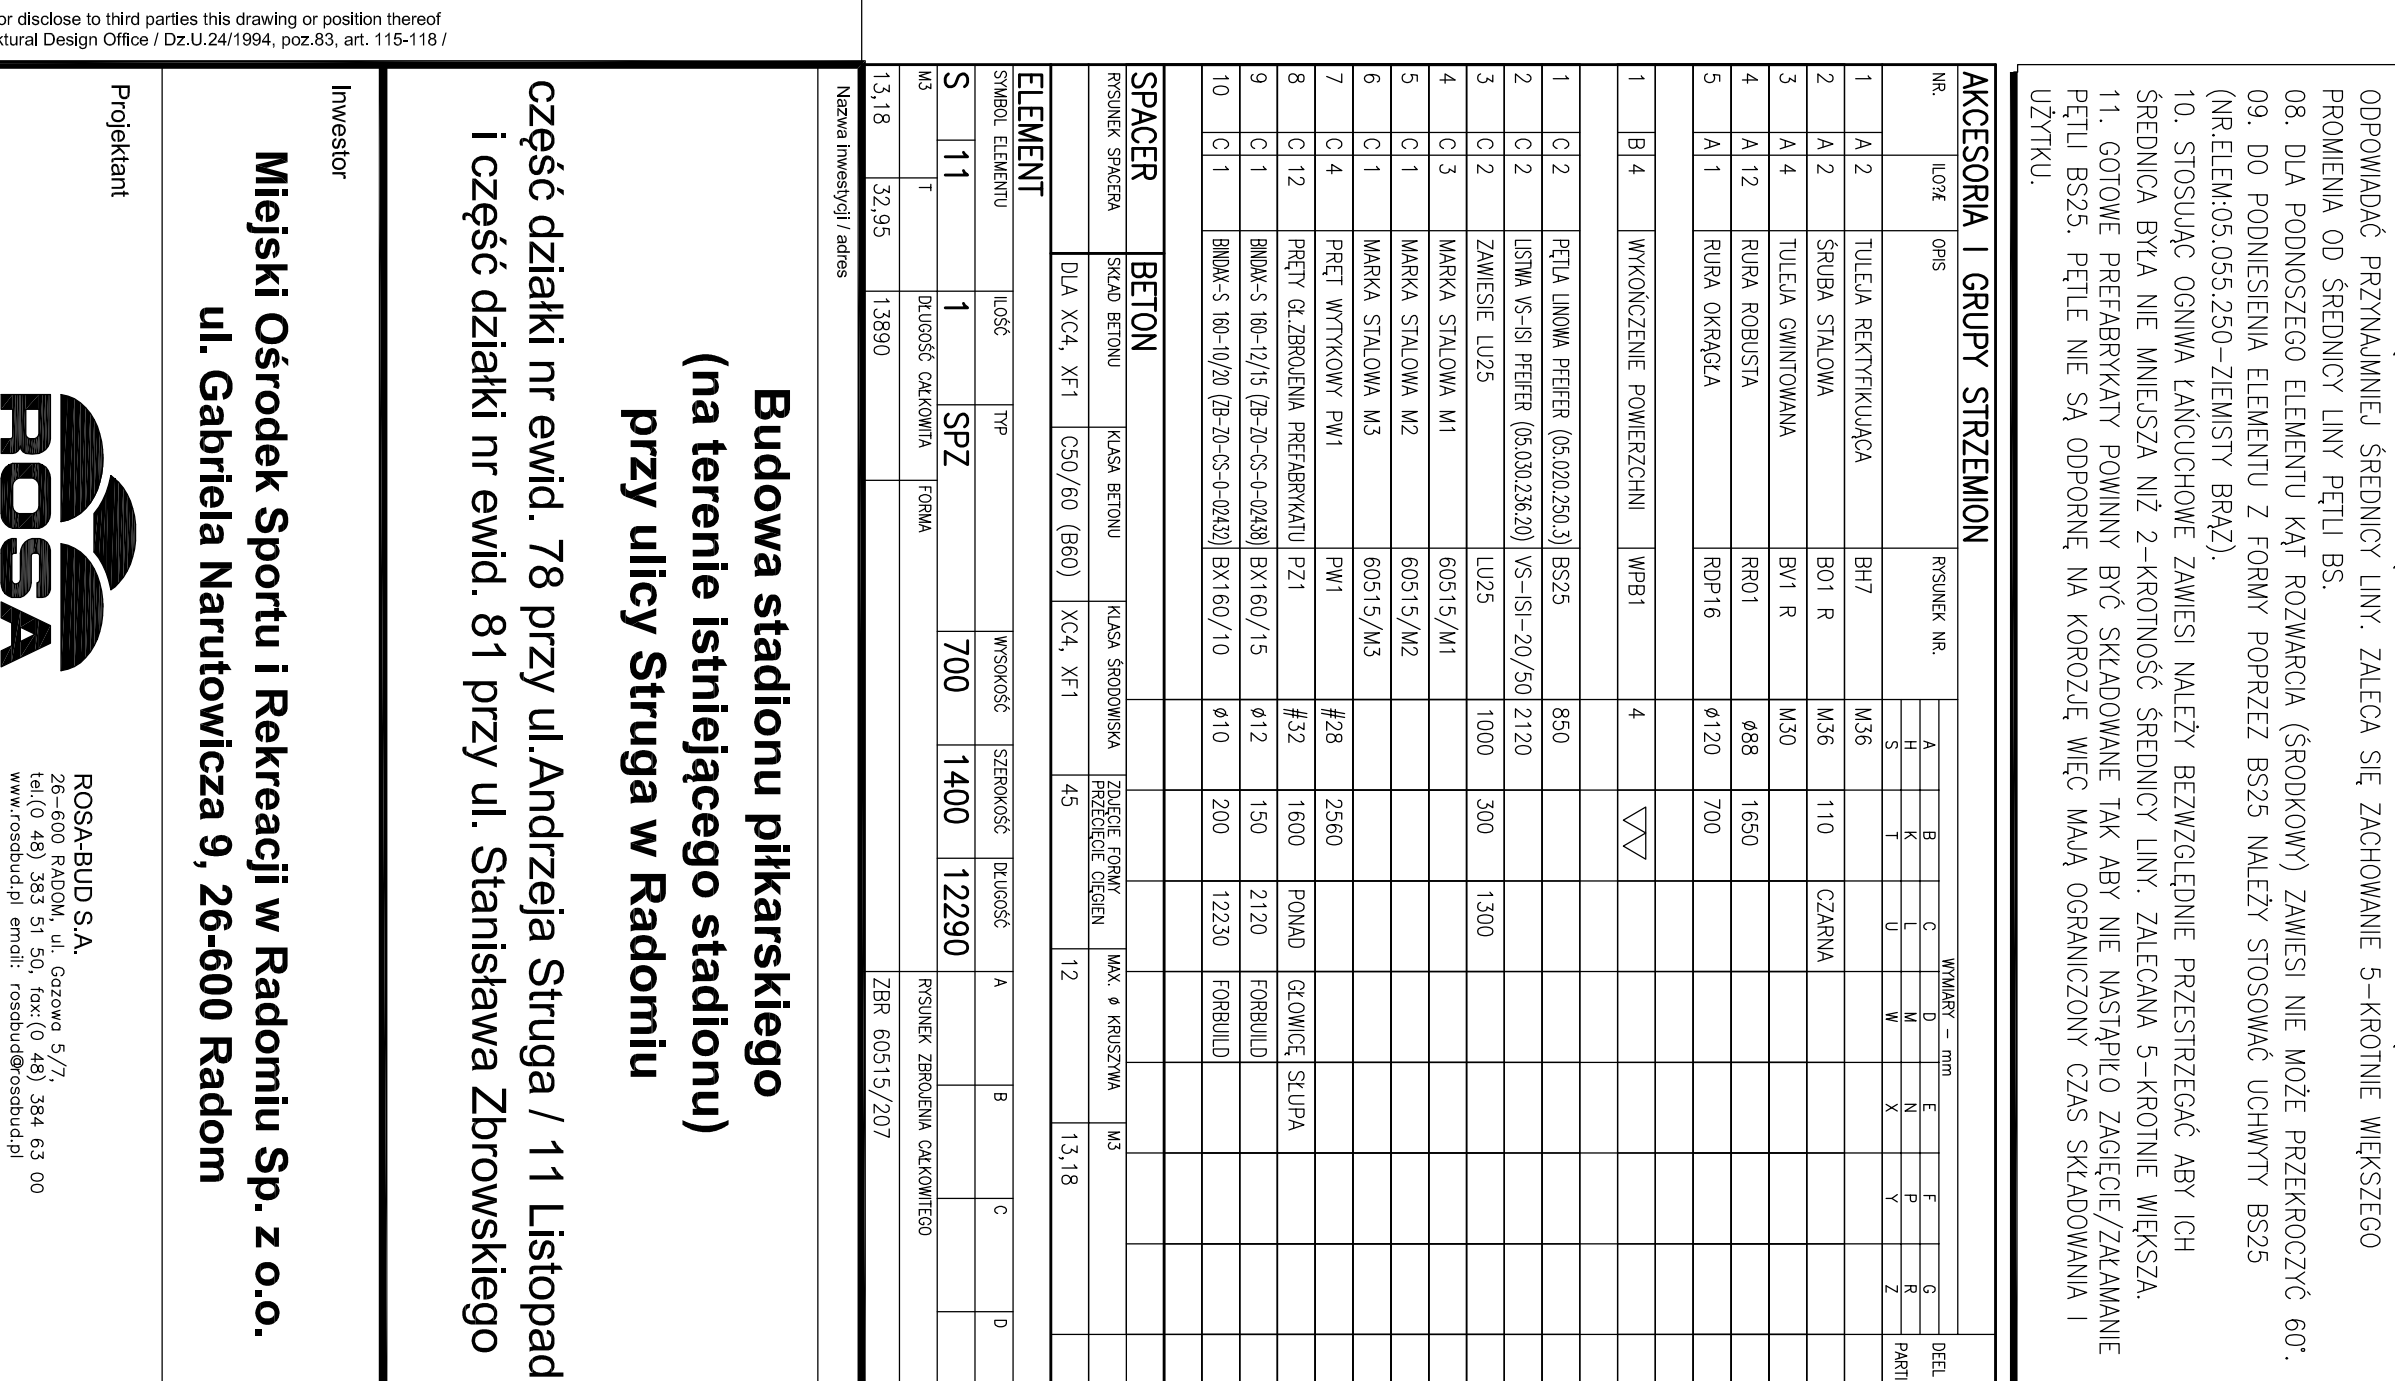 or disclose to third parties this drawing or position thereof
ktural Design Office / Dz.U.24/1994, poz.83, art. 115-118 /
ODPOWIADAĆ PRZYNAJMNIEJ ŚREDNICY LINY. ZALECA SIĘ ZACHOWANIE 5-KROTNIE WIĘKSZEGO
PROMIENIA OD ŚREDNICY LINY PĘTLI BS.
08. DLA PODNOSZEGO ELEMENTU KĄT ROZWARCIA (ŚRODKOWY) ZAWIESI NIE MOŻE PRZEKROCZYĆ 60°.
09. DO PODNIESIENIA ELEMENTU Z FORMY POPRZEZ BS25 NALEŻY STOSOWAĆ UCHWYTY BS25
(NR.ELEM:05.055.250-ZIEMISTY BRĄZ).
10. STOSUJĄC OGNIWA ŁAŃCUCHOWE ZAWIESI NALEŻY BEZWZGLĘDNIE PRZESTRZEGAĆ ABY ICH
ŚREDNICA BYŁA NIE MNIEJSZA NIŻ 2-KROTNOŚĆ ŚREDNICY LINY. ZALECANA 5-KROTNIE WIĘKSZA.
11. GOTOWE PREFABRYKATY POWINNY BYĆ SKŁADOWANE TAK ABY NIE NASTĄPIŁO ZAGIĘCIE/ZAŁAMANIE
PĘTLI BS25. PĘTLE NIE SĄ ODPORNE NA KOROZJĘ WIĘC MAJĄ OGRANICZONY CZAS SKŁADOWANIA I
UŻYTKU.
AKCESORIA I GRUPY STRZEMION
NR. ILO?Æ OPIS RYSUNEK NR. WYMIARY - mm DEEL
A B C D E F G
H K L M N P R
S T U W X Y Z PARTI
1 A 2 TULEJA REKTYFIKUJĄCA BH7 M36
2 A 2 ŚRUBA STALOWA B01 R M36 110 CZARNA
3 A 4 TULEJA GWINTOWANA BV1 R M30
4 A 12 RURA ROBUSTA RR01 ø88 1650
5 A 1 RURA OKRĄGŁA RDP16 ø120 700
1 B 4 WYKOŃCZENIE POWIERZCHNI WPB1 4
1 C 2 PĘTLA LINOWA PFEIFER (05.020.250.3) BS25 850
2 C 2 LISTWA VS-ISI PFEIFER (05.030.236.20) VS-ISI-20/50 2120
3 C 2 ZAWIESIE LU25 LU25 1000 300 1300
4 C 3 MARKA STALOWA M1 60515/M1
5 C 1 MARKA STALOWA M2 60515/M2
6 C 1 MARKA STALOWA M3 60515/M3
7 C 4 PRĘT WYTYKOWY PW1 PW1 #28 2560
8 C 12 PRĘTY GŁ.ZBROJENIA PREFABRYKATU PZ1 #32 1600 PONAD GŁOWICĘ SŁUPA
9 C 1 BINDAX-S 160-12/15 (ZB-Z0-CS-0-02438) BX160/15 ø12 150 2120 FORBUILD
10 C 1 BINDAX-S 160-10/20 (ZB-Z0-CS-0-02432) BX160/10 ø10 200 12230 FORBUILD
SPACER BETON
RYSUNEK SPACERA SKŁAD BETONU KLASA BETONU KLASA ŚRODOWISKA ZDJĘCIE FORMY MAX. ø KRUSZYWA M3
PRZECIĘCIE CIĘGIEN
DLA XC4, XF1 C50/60 (B60) XC4, XF1 45 12 13,18
ELEMENT
SYMBOL ELEMENTU ILOŚĆ TYP WYSOKOŚĆ SZEROKOŚĆ DŁUGOŚĆ A B C D
S 11 1 SPZ 700 1400 12290
M3 T DŁUGOŚĆ CAŁKOWITA FORMA RYSUNEK ZBROJENIA CAŁKOWITEGO
13,18 32,95 13890 ZBR 60515/207
Nazwa inwestycji / adres
Budowa stadionu piłkarskiego
(na terenie istniejącego stadionu)
przy ulicy Struga w Radomiu
część działki nr ewid. 78 przy ul.Andrzeja Struga / 11 Listopad
i część działki nr ewid. 81 przy ul. Stanisława Zbrowskiego
Inwestor
Miejski Ośrodek Sportu i Rekreacji w Radomiu Sp. z o.o.
ul. Gabriela Narutowicza 9, 26-600 Radom
Projektant
ROSA
ROSA-BUD S.A.
26-600 RADOM, ul. Gazowa 5/7,
tel.(0 48) 383 51 50, fax:(0 48) 384 63 00
www.rosabud.pl email: rosabud@rosabud.pl